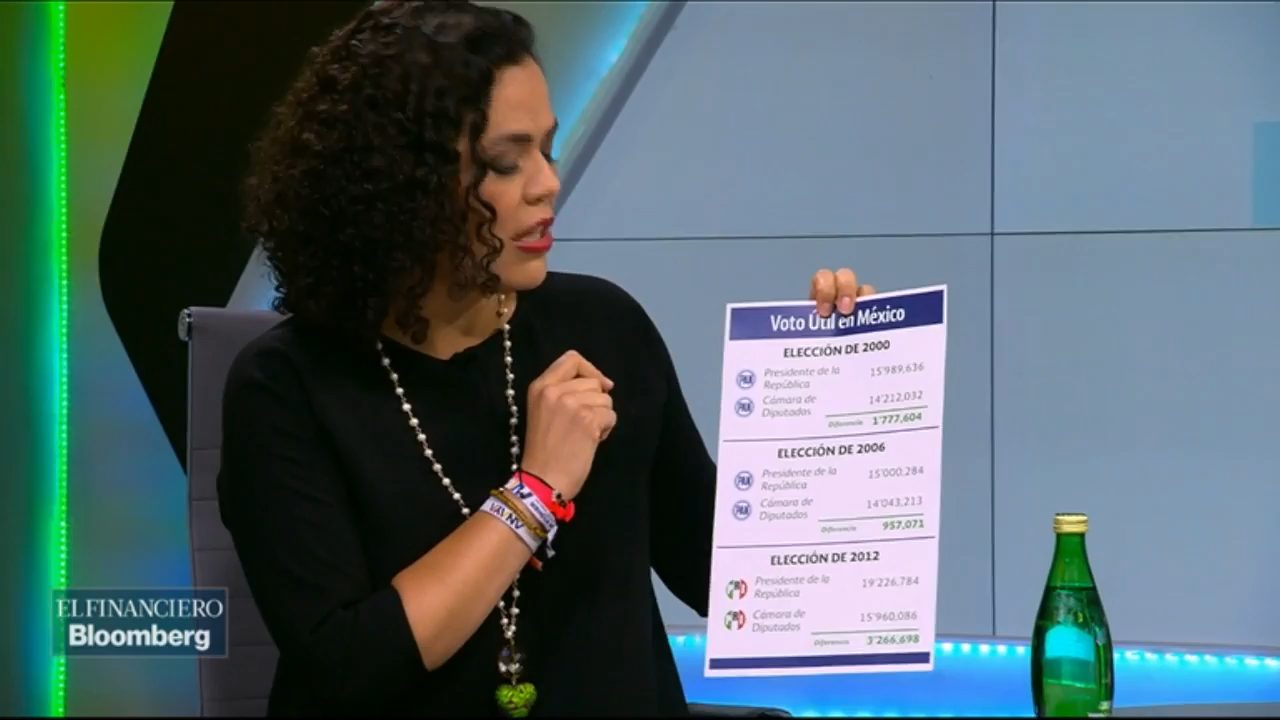 Voto Útil en México
ELECCIÓN DE 2000
PAN Presidente de la República 15'989,636
PAN Cámara de Diputados 14'212,032
Diferencia 1'777,604
ELECCIÓN DE 2006
PAN Presidente de la República 15'000,284
PAN Cámara de Diputados 14'043,213
Diferencia 957,071
ELECCIÓN DE 2012
PRI Presidente de la República 19'226,784
PRI Cámara de Diputados 15'960,086
Diferencia 3'266,698
EL FINANCIERO
Bloomberg